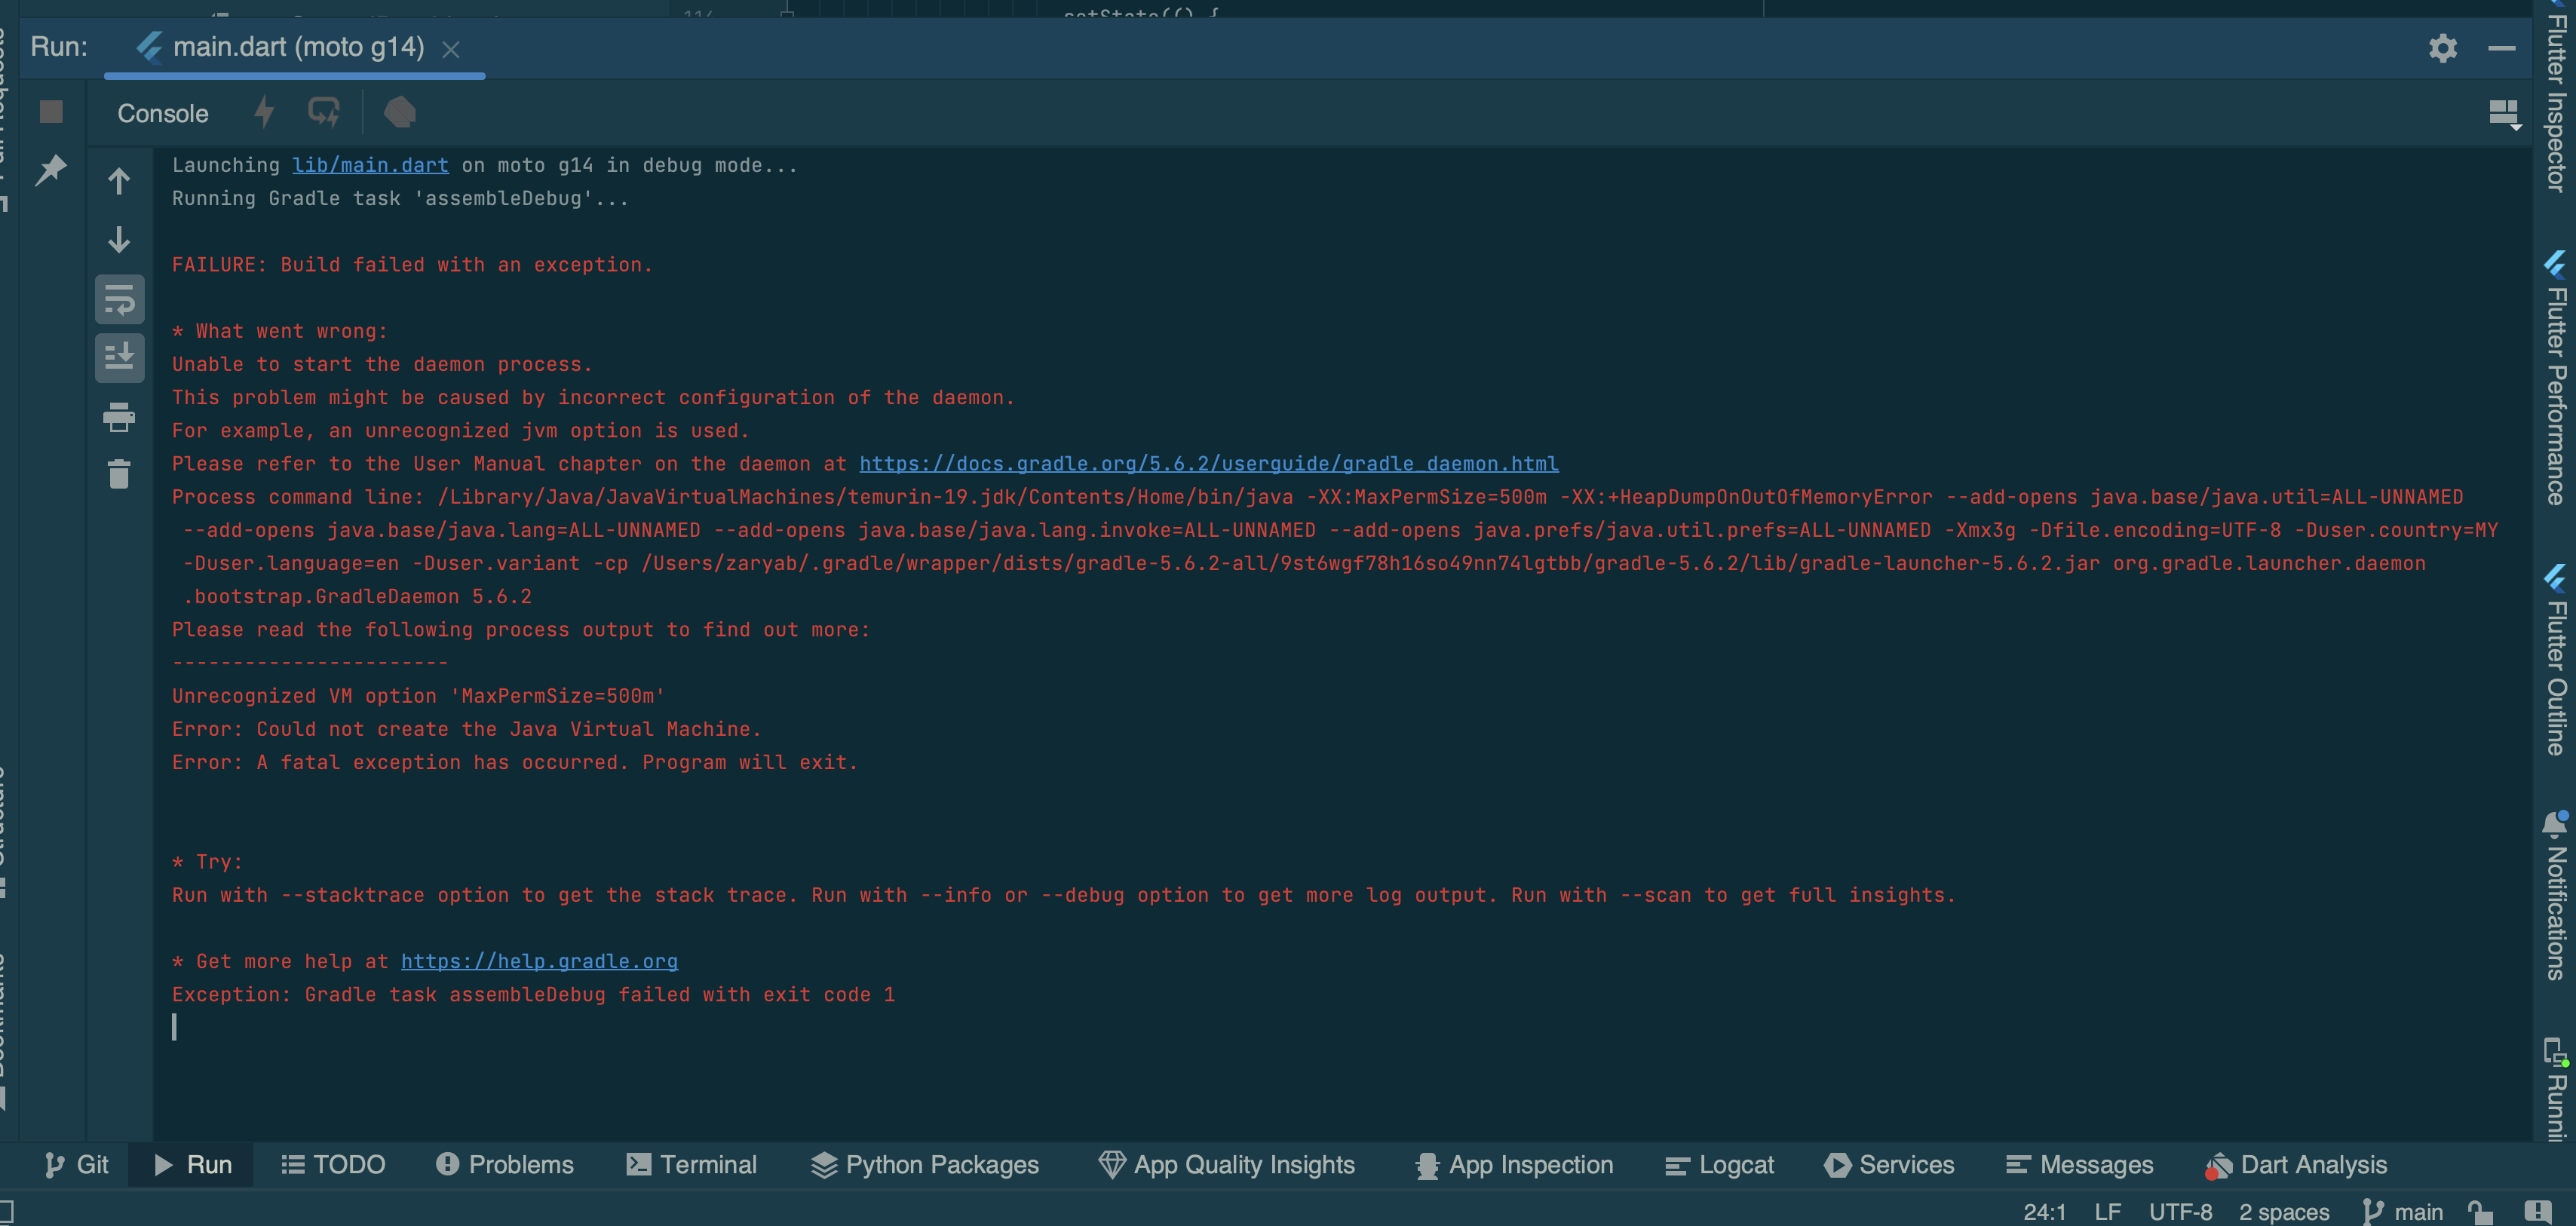 setState(() {
Run:
main.dart (moto g14)
Console
Launching lib/main.dart on moto g14 in debug mode...
Running Gradle task 'assembleDebug'...
FAILURE: Build failed with an exception.
* What went wrong:
Unable to start the daemon process.
This problem might be caused by incorrect configuration of the daemon.
For example, an unrecognized jvm option is used.
Please refer to the User Manual chapter on the daemon at https://docs.gradle.org/5.6.2/userguide/gradle_daemon.html
Process command line: /Library/Java/JavaVirtualMachines/temurin-19.jdk/Contents/Home/bin/java -XX:MaxPermSize=500m -XX:+HeapDumpOnOutOfMemoryError --add-opens java.base/java.util=ALL-UNNAMED
--add-opens java.base/java.lang=ALL-UNNAMED --add-opens java.base/java.lang.invoke=ALL-UNNAMED --add-opens java.prefs/java.util.prefs=ALL-UNNAMED -Xmx3g -Dfile.encoding=UTF-8 -Duser.country=MY
-Duser.language=en -Duser.variant -cp /Users/zaryab/.gradle/wrapper/dists/gradle-5.6.2-all/9st6wgf78h16so49nn74lgtbb/gradle-5.6.2/lib/gradle-launcher-5.6.2.jar org.gradle.launcher.daemon
.bootstrap.GradleDaemon 5.6.2
Please read the following process output to find out more:
-----------------------
Unrecognized VM option 'MaxPermSize=500m'
Error: Could not create the Java Virtual Machine.
Error: A fatal exception has occurred. Program will exit.
* Try:
Run with --stacktrace option to get the stack trace. Run with --info or --debug option to get more log output. Run with --scan to get full insights.
* Get more help at https://help.gradle.org
Exception: Gradle task assembleDebug failed with exit code 1
Flutter Inspector
Flutter Performance
Flutter Outline
Notifications
Runni
Git
Run
TODO
Problems
Terminal
Python Packages
App Quality Insights
App Inspection
Logcat
Services
Messages
Dart Analysis
24:1
LF
UTF-8
2 spaces
main